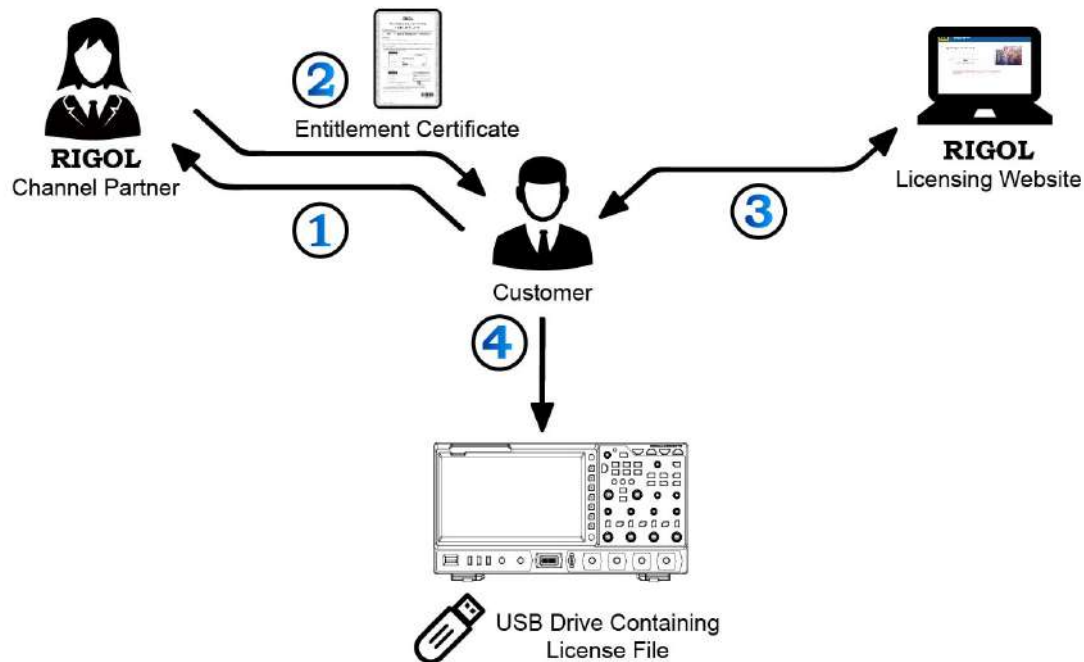 2
Entitlement Certificate
RIGOL
Channel Partner
1
RIGOL
Licensing Website
3
Customer
4
USB Drive Containing
License File